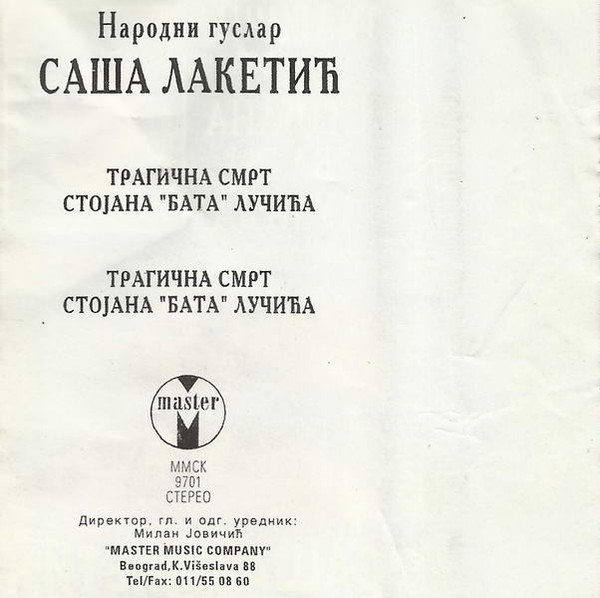 Народни гуслар
САША ЛАКЕТИЋ
ТРАГИЧНА СМРТ
СТОЈАНА "БАТА" ЛУЧИЋА
ТРАГИЧНА СМРТ
СТОЈАНА "БАТА" ЛУЧИЋА
master
ММСК
9701
СТЕРЕО
Директор, гл. и одг. уредник:
Милан Јовичић
"MASTER MUSIC COMPANY"
Beograd,K.Višeslava 88
Tel/Fax: 011/55 08 60